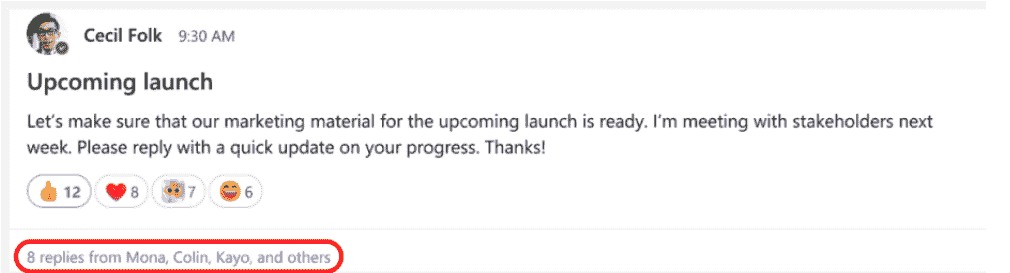 Cecil Folk 9:30 AM
Upcoming launch
Let's make sure that our marketing material for the upcoming launch is ready. I'm meeting with stakeholders next
week. Please reply with a quick update on your progress. Thanks!
12 8 7 6
8 replies from Mona, Colin, Kayo, and others